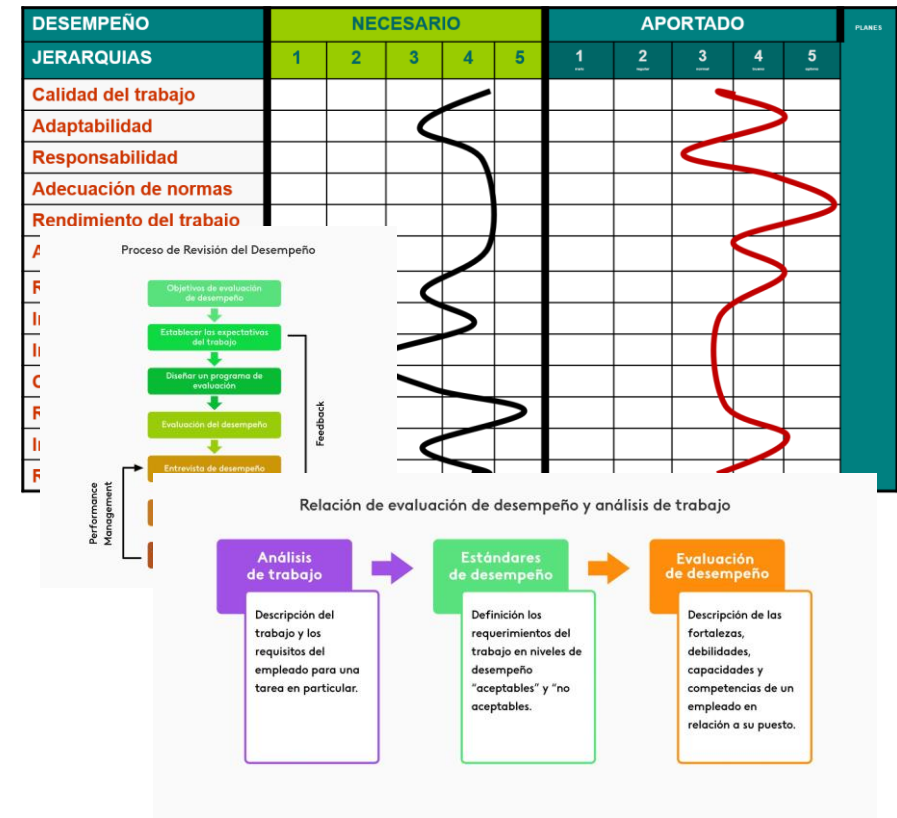 DESEMPEÑO NECESARIO APORTADO PLANES
JERARQUIAS 1 2 3 4 5 1 2 3 4 5
Calidad del trabajo
Adaptabilidad
Responsabilidad
Adecuación de normas
Rendimiento del trabajo
Proceso de Revisión del Desempeño
Objetivos de evaluación
de desempeño
Establecer las expectativas
del trabajo
Diseñar un programa de
evaluación
Evaluación del desempeño
Entrevista de desempeño
Feedback
Performance
Management
Relación de evaluación de desempeño y análisis de trabajo
Análisis
de trabajo
Descripción del
trabajo y los
requisitos del
empleado para una
tarea en particular.
Estándares
de desempeño
Definición los
requerimientos del
trabajo en niveles de
desempeño
“aceptables” y “no
aceptables.
Evaluación
de desempeño
Descripción de las
fortalezas,
debilidades,
capacidades y
competencias de un
empleado en
relación a su puesto.